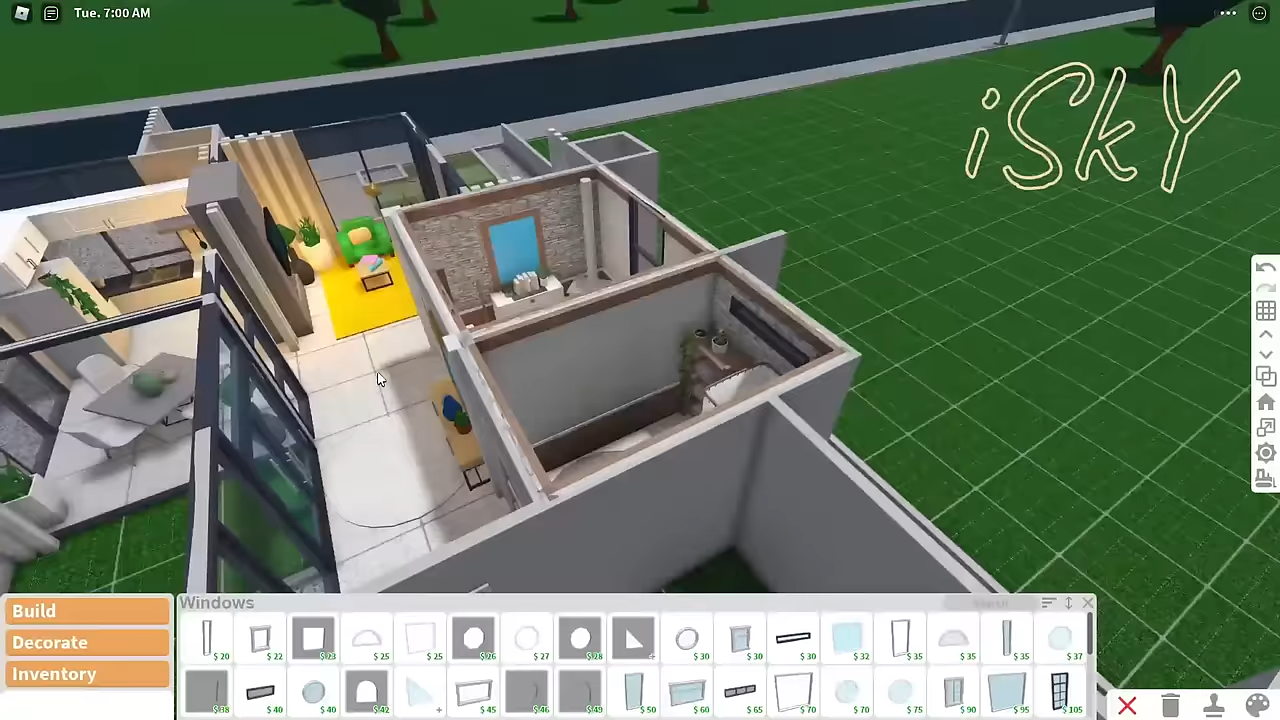 Tue. 7:00 AM
iSkY
Build
Decorate
Inventory
Windows
$20 $22 $23 $25 $25 $26 $27 $28 $30 $30 $30 $32 $35 $35 $35 $37
$38 $40 $40 $42 $45 $46 $49 $50 $60 $65 $70 $70 $75 $90 $95 $105